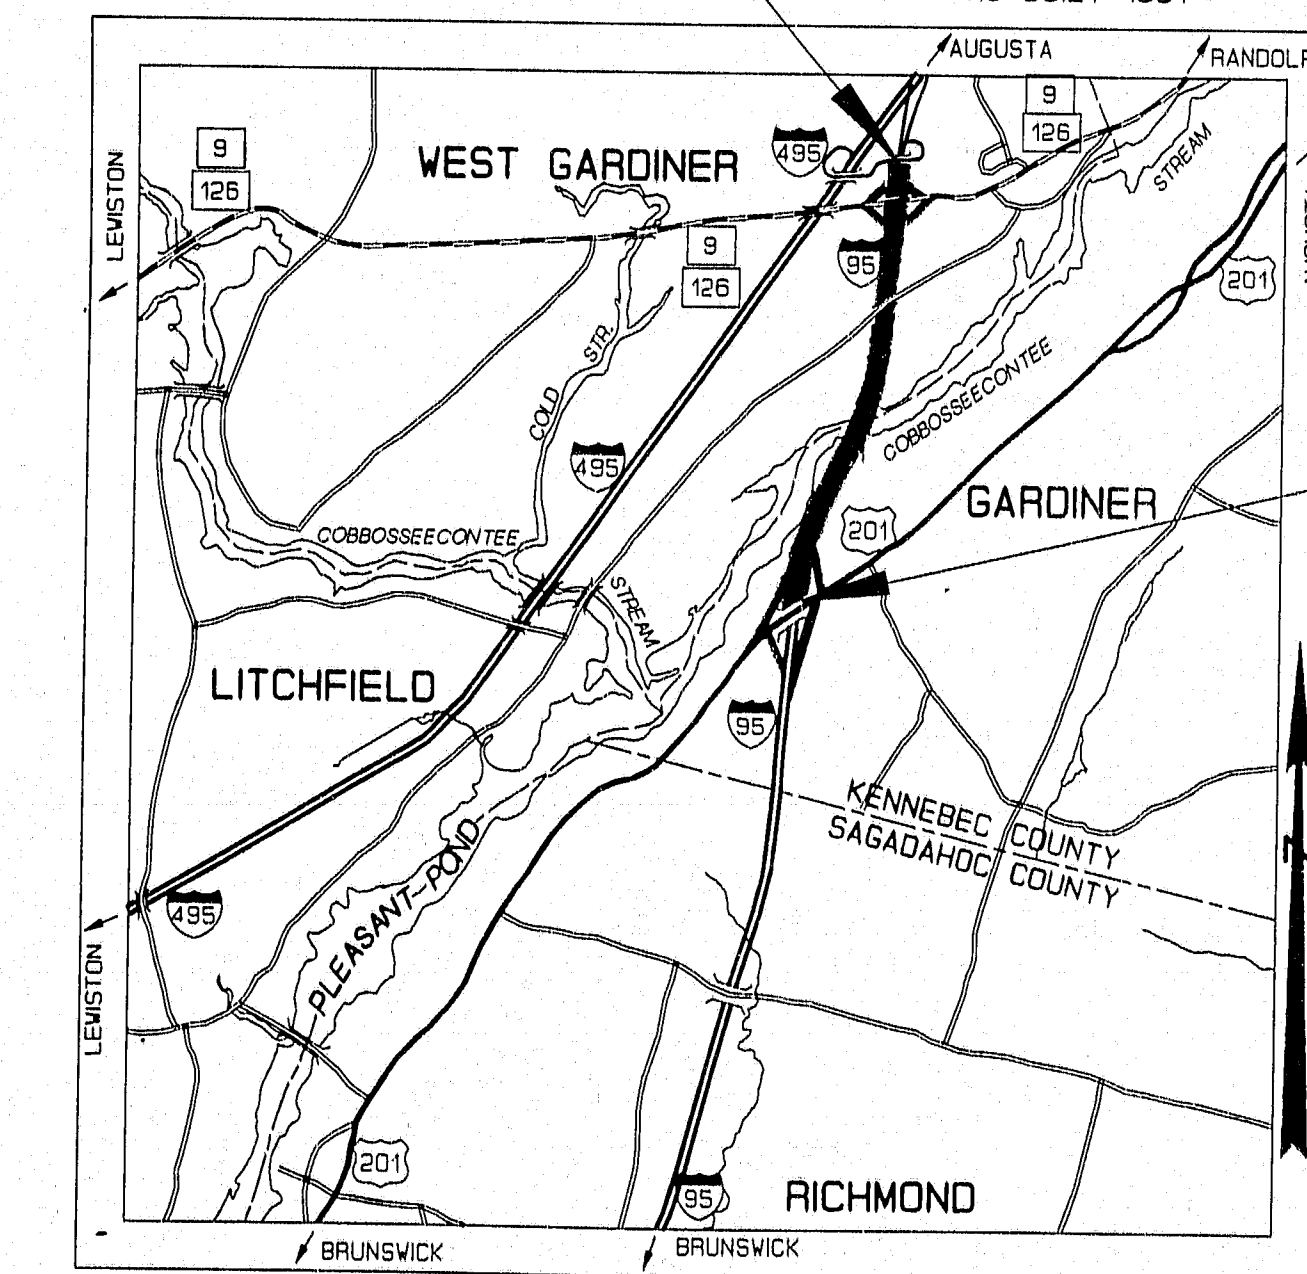 AUGUSTA
9
126
9
126
495
LEWISTON
WEST GARDINER
STREAM
9
126
95
201
STR.
COLD
COBBOSSEECONTEE
495
GARDINER
201
COBBOSSEECONTEE
STREAM
LITCHFIELD
95
KENNEBEC COUNTY
SAGADAHOC COUNTY
PLEASANT POND
495
LEWISTON
201
95
RICHMOND
BRUNSWICK
BRUNSWICK